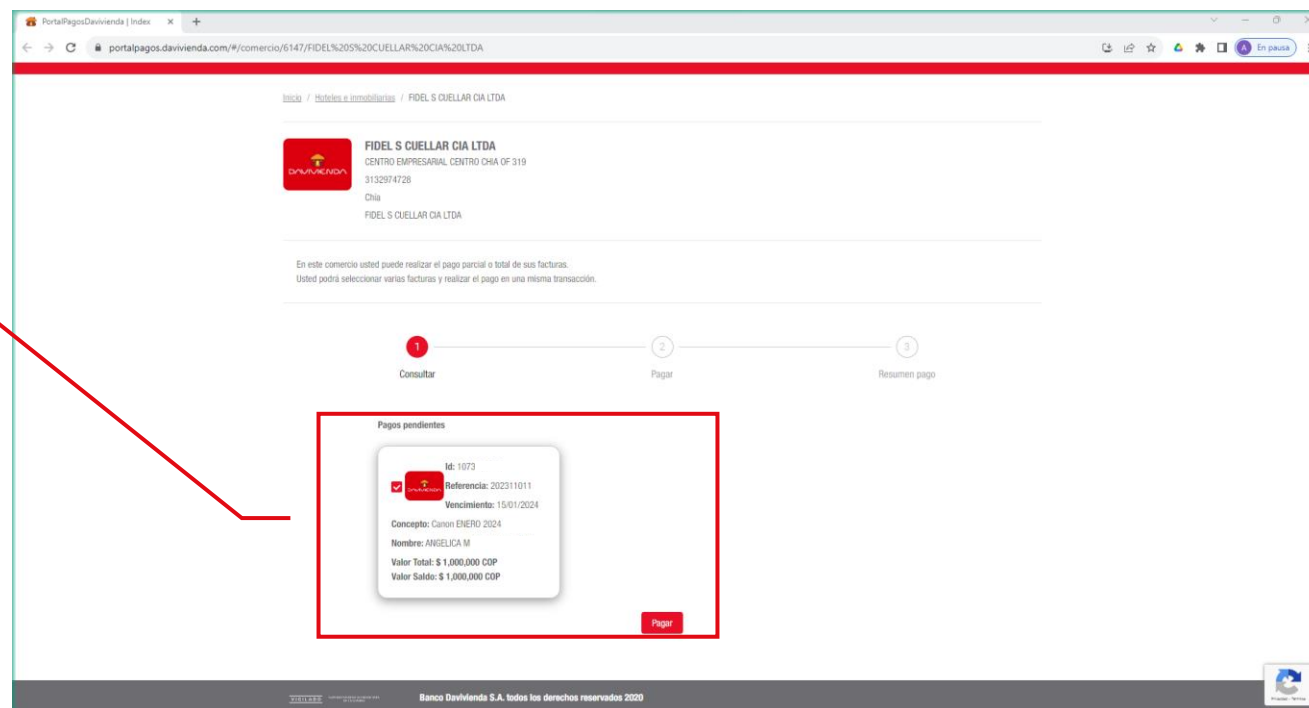 PortalPagosDavivienda | Index
portalpagos.davivienda.com/#/comercio/6147/FIDEL%20S%20CUELLAR%20CIA%20LTDA
A En pausa
Inicio / Hoteles e inmobiliarias / FIDEL S CUELLAR CIA LTDA
DAVIVIENDA
FIDEL S CUELLAR CIA LTDA
CENTRO EMPRESARIAL CENTRO CHIA OF 319
3132974728
Chía
FIDEL S CUELLAR CIA LTDA
En este comercio usted puede realizar el pago parcial o total de sus facturas.
Usted podrá seleccionar varias facturas y realizar el pago en una misma transacción.
1 2 3
Consultar Pagar Resumen pago
Pagos pendientes
Id: 1073
DAVIVIENDA
Referencia: 202311011
Vencimiento: 15/01/2024
Concepto: Canon ENERO 2024
Nombre: ANGELICA M
Valor Total: $ 1,000,000 COP
Valor Saldo: $ 1,000,000 COP
Pagar
VIGILADO
Banco Davivienda S.A. todos los derechos reservados 2020